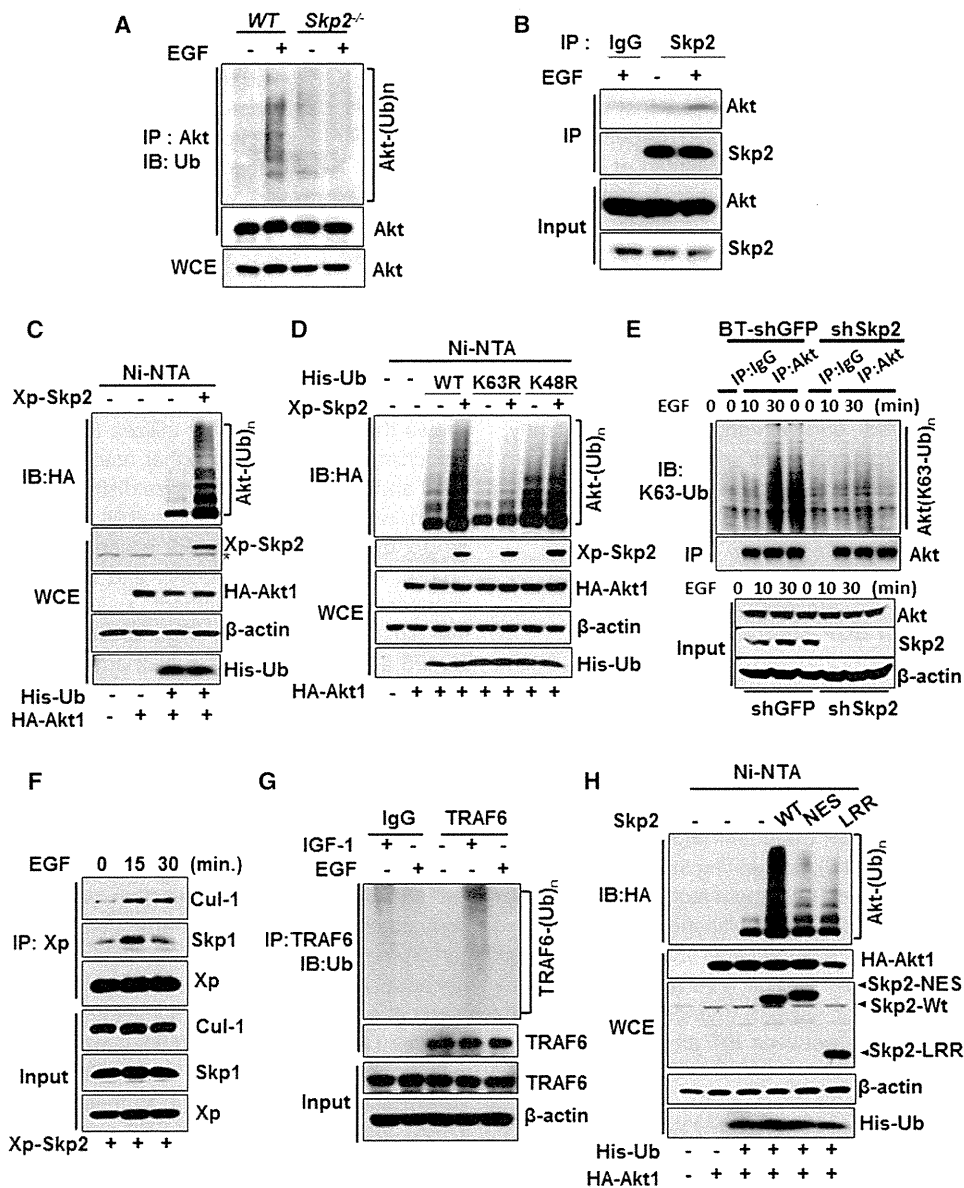 A
WT Skp2-/-
EGF - + - +
IP : Akt
IB: Ub
Akt-(Ub)n
Akt
WCE Akt
B
IP : IgG Skp2
EGF + - +
IP
Akt
Skp2
Input
Akt
Skp2
C
Ni-NTA
Xp-Skp2 - - - +
IB:HA
Akt-(Ub)n
Xp-Skp2
*
WCE
HA-Akt1
β-actin
His-Ub
His-Ub - - + +
HA-Akt1 - + + +
D
Ni-NTA
His-Ub - - WT K63R K48R
Xp-Skp2 - - - + - + - +
IB:HA
Akt-(Ub)n
Xp-Skp2
WCE
HA-Akt1
β-actin
His-Ub
HA-Akt1 - + + + + + + +
E
BT-shGFP shSkp2
IP:IgG IP:Akt IP:IgG IP:Akt
EGF 0 0 10 30 0 0 10 30 (min)
IB:
K63-Ub
Akt(K63-Ub)n
IP Akt
EGF 0 10 30 0 10 30 (min)
Input
Akt
Skp2
β-actin
shGFP shSkp2
F
EGF 0 15 30 (min.)
IP: Xp
Cul-1
Skp1
Xp
Input
Cul-1
Skp1
Xp
Xp-Skp2 + + +
G
IgG TRAF6
IGF-1 + - - + -
EGF - + - - +
IP:TRAF6
IB:Ub
TRAF6-(Ub)n
TRAF6
Input
TRAF6
β-actin
H
Ni-NTA
Skp2 - - - WT NES LRR
IB:HA
Akt-(Ub)n
HA-Akt1
Skp2-NES
Skp2-Wt
WCE
Skp2-LRR
β-actin
His-Ub
His-Ub - - + + + +
HA-Akt1 - + + + + +